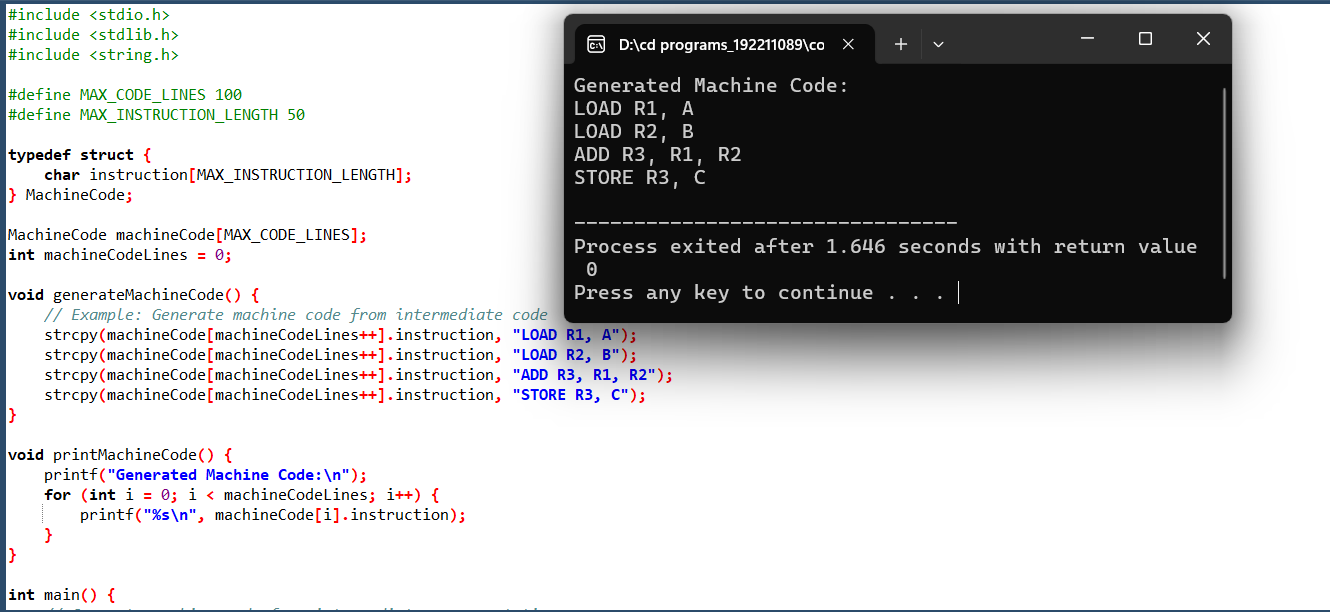 #include <stdio.h>
#include <stdlib.h>
#include <string.h>
#define MAX_CODE_LINES 100
#define MAX_INSTRUCTION_LENGTH 50
typedef struct {
    char instruction[MAX_INSTRUCTION_LENGTH];
} MachineCode;
MachineCode machineCode[MAX_CODE_LINES];
int machineCodeLines = 0;
void generateMachineCode() {
    // Example: Generate machine code from intermediate code
    strcpy(machineCode[machineCodeLines++].instruction, "LOAD R1, A");
    strcpy(machineCode[machineCodeLines++].instruction, "LOAD R2, B");
    strcpy(machineCode[machineCodeLines++].instruction, "ADD R3, R1, R2");
    strcpy(machineCode[machineCodeLines++].instruction, "STORE R3, C");
}
void printMachineCode() {
    printf("Generated Machine Code:\n");
    for (int i = 0; i < machineCodeLines; i++) {
        printf("%s\n", machineCode[i].instruction);
    }
}
int main() {
D:\cd programs_192211089\co
Generated Machine Code:
LOAD R1, A
LOAD R2, B
ADD R3, R1, R2
STORE R3, C
--------------------------------
Process exited after 1.646 seconds with return value
 0
Press any key to continue . . .